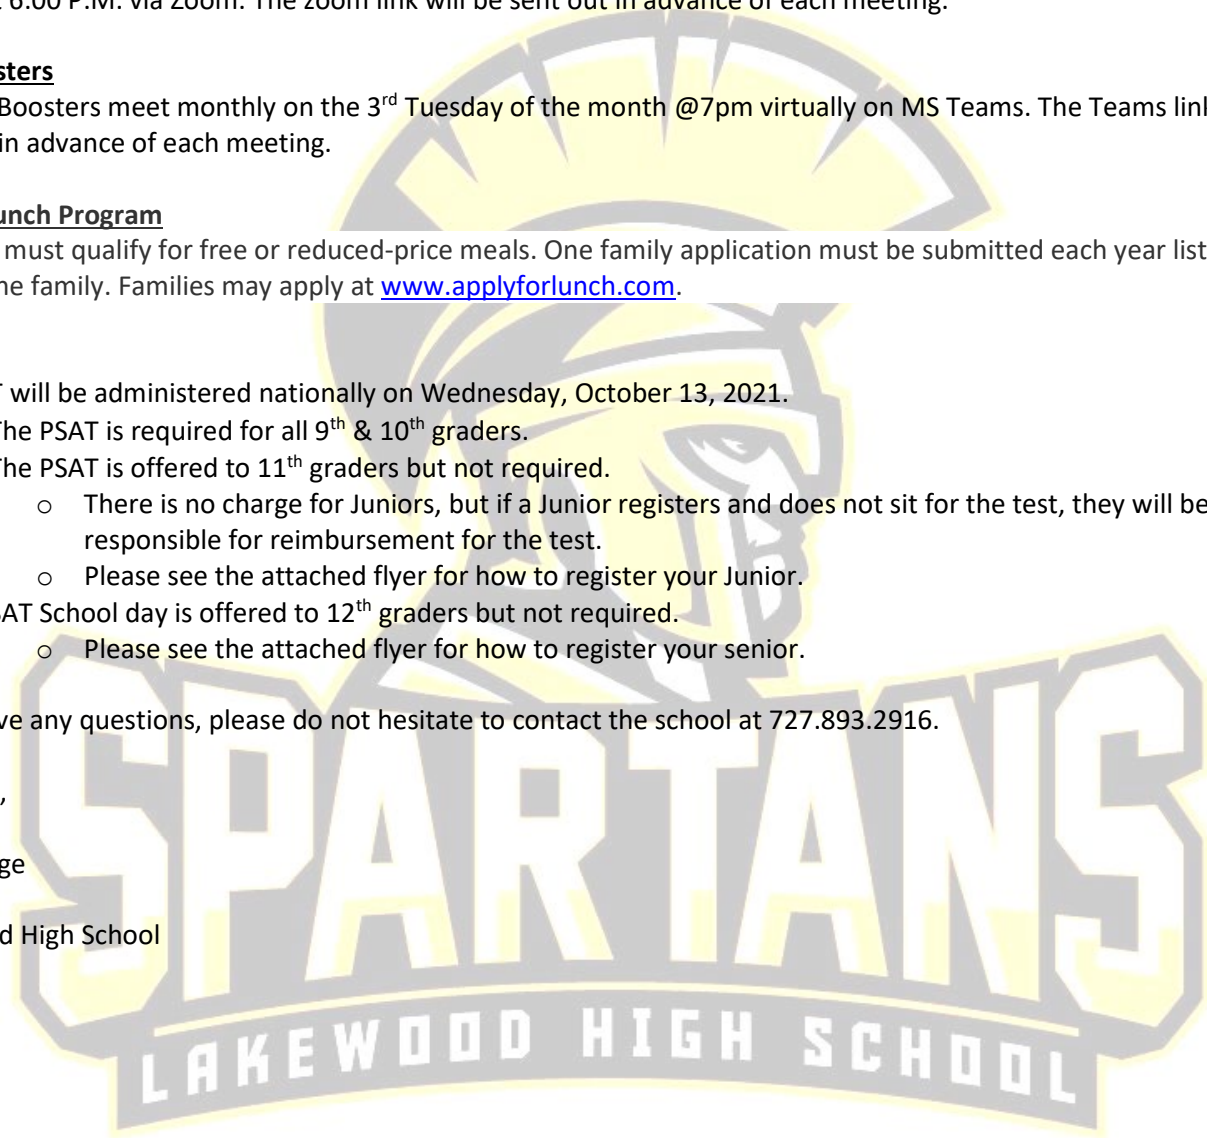 6:00 P.M. via Zoom. The zoom link will be sent out in advance of each meeting.
sters
Boosters meet monthly on the 3rd Tuesday of the month @7pm virtually on MS Teams. The Teams link
in advance of each meeting.
unch Program
must qualify for free or reduced-price meals. One family application must be submitted each year list
ne family. Families may apply at www.applyforlunch.com.
T will be administered nationally on Wednesday, October 13, 2021.
The PSAT is required for all 9th & 10th graders.
The PSAT is offered to 11th graders but not required.
o There is no charge for Juniors, but if a Junior registers and does not sit for the test, they will be
responsible for reimbursement for the test.
o Please see the attached flyer for how to register your Junior.
AT School day is offered to 12th graders but not required.
o Please see the attached flyer for how to register your senior.
ve any questions, please do not hesitate to contact the school at 727.893.2916.
,
ge
d High School
SPARTANS
LAKEWOOD HIGH SCHOOL